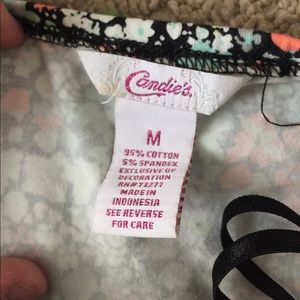 Candie's
M
95% COTTON
5% SPANDEX
EXCLUSIVE OF
DECORATION
RN#73277
MADE IN
INDONESIA
SEE REVERSE
FOR CARE